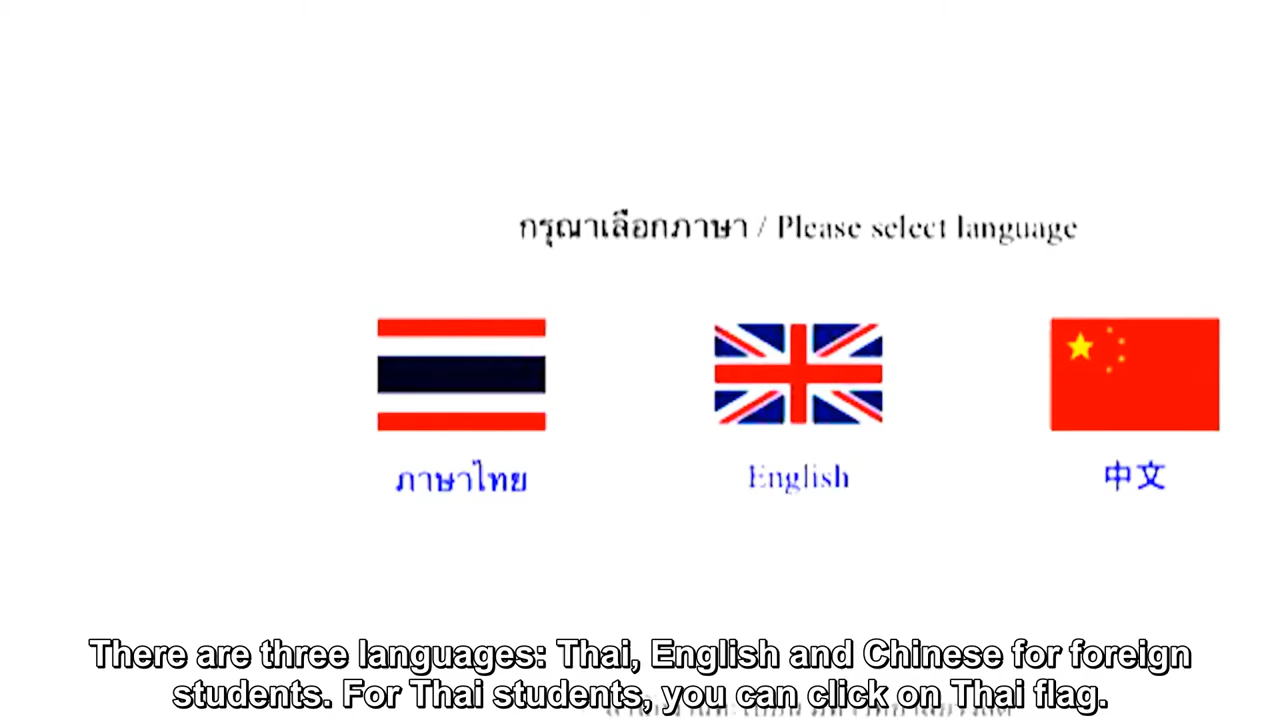 กรุณาเลือกภาษา / Please select language
ภาษาไทย
English
中文
There are three languages: Thai, English and Chinese for foreign
students. For Thai students, you can click on Thai flag.